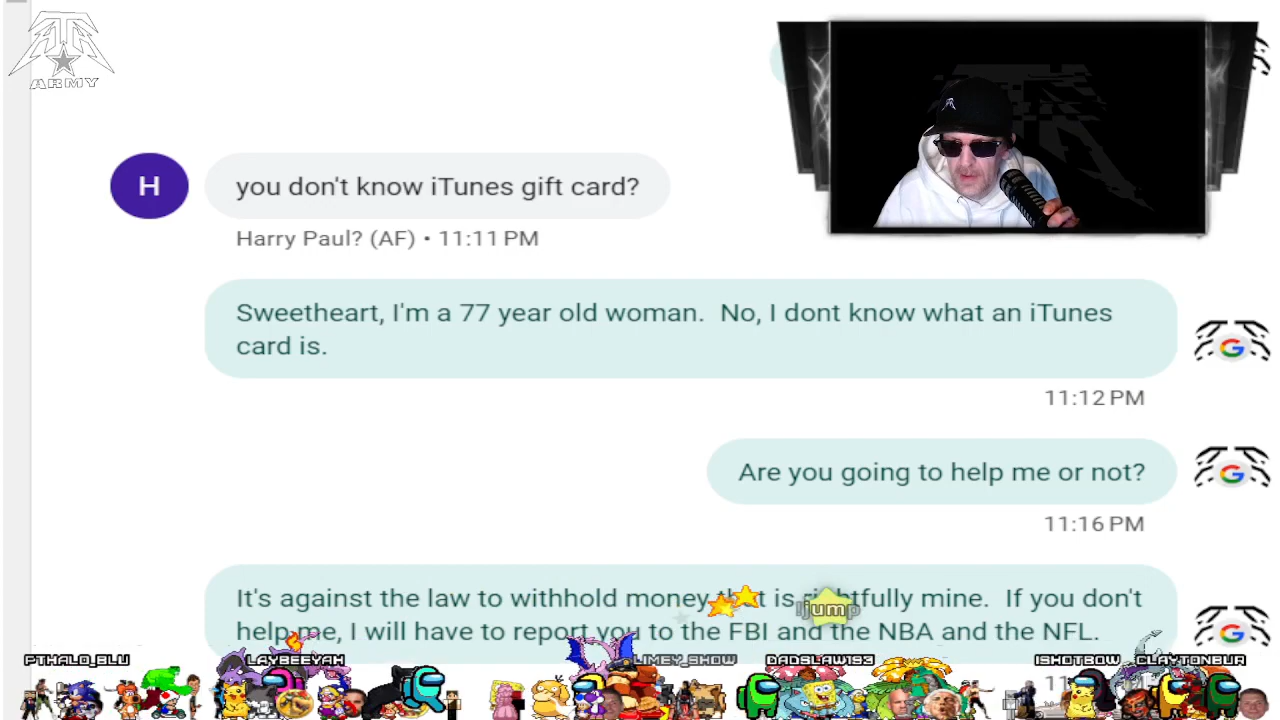 ATA
ARMY
H
you don't know iTunes gift card?
Harry Paul? (AF) • 11:11 PM
Sweetheart, I'm a 77 year old woman. No, I dont know what an iTunes
card is.
11:12 PM
Are you going to help me or not?
11:16 PM
It's against the law to withhold money is rightfully mine. If you don't
help me, I will have to report you to the FBI and the NBA and the NFL.
!jump
PTHALO_BLU
LAYBEEYAH
LIMEY_SHOW
DADSLAW193
ISHOTBOW
CLAYTONBUR